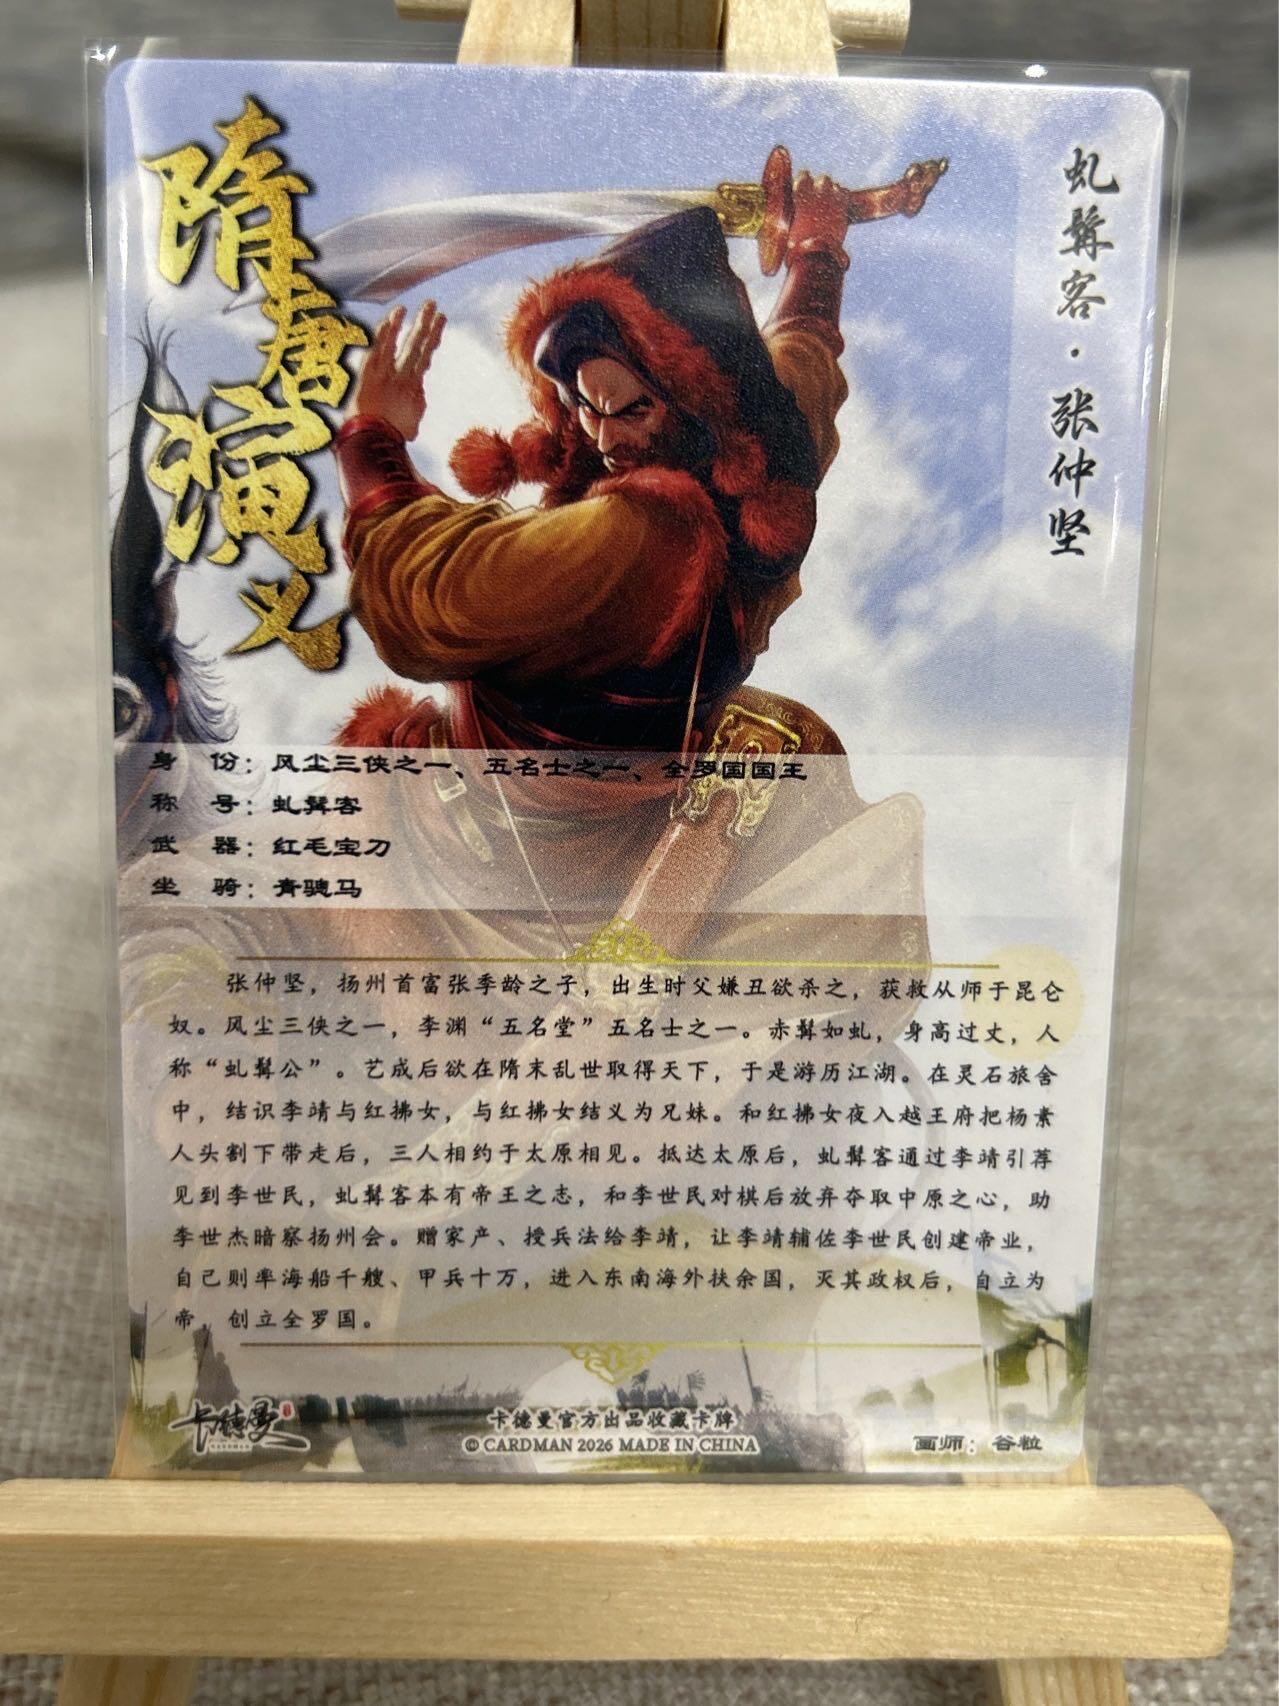 隋唐演义
虬髯客·张仲坚
身 份：风尘三侠之一、五名士之一、全罗国国王
称 号：虬髯客
武 器：红毛宝刀
坐 骑：青骢马
张仲坚，扬州首富张季龄之子，出生时父嫌丑欲杀之，获救从师于昆仑
奴。风尘三侠之一，李渊“五名堂”五名士之一。赤髯如虬，身高过丈，人
称“虬髯公”。艺成后欲在隋末乱世取得天下，于是游历江湖。在灵石旅舍
中，结识李靖与红拂女，与红拂女结义为兄妹。和红拂女夜入越王府把杨素
人头割下带走后，三人相约于太原相见。抵达太原后，虬髯客通过李靖引荐
见到李世民，虬髯客本有帝王之志，和李世民对棋后放弃夺取中原之心，助
李世杰暗察扬州会。赠家产、授兵法给李靖，让李靖辅佐李世民创建帝业，
自己则率海船千艘、甲兵十万，进入东南海外扶余国，灭其政权后，自立为
帝，创立全罗国。
卡德曼
CARDMAN
卡德曼官方出品收藏卡牌
© CARDMAN 2026 MADE IN CHINA
画师：谷粒